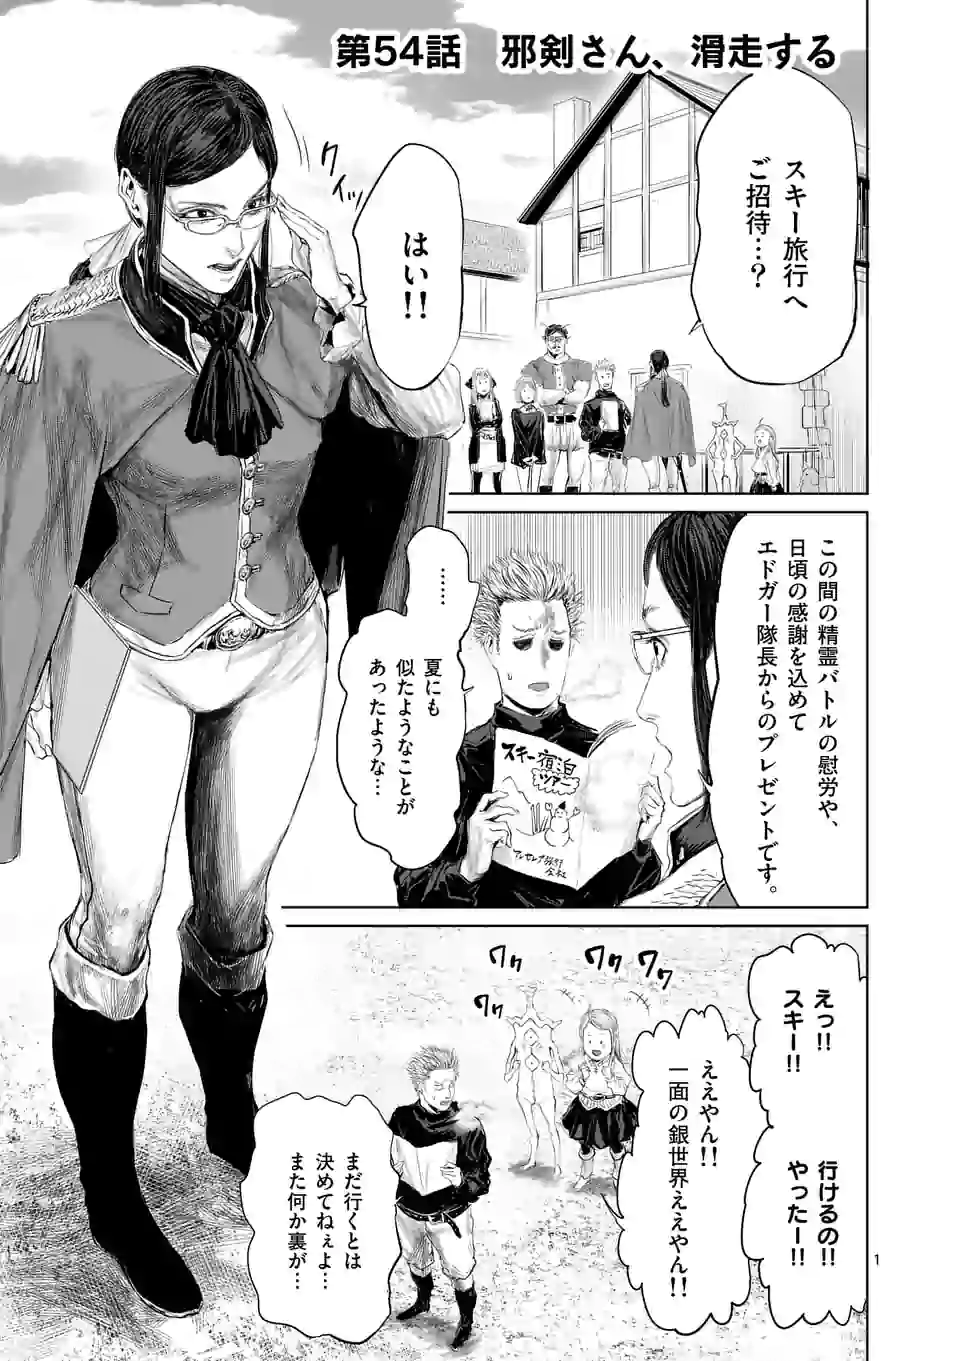 第54話 邪剣さん、滑走する
スキー旅行へ
ご招待…?
はい!!
クイッ
この間の精霊バトルの慰労や、
日頃の感謝を込めて
エドガー隊長からのプレゼントです。
……
夏にも
似たようなことが
あったような…
スキー宿泊
ツアー
会社
えっ!!
スキー!!
行けるの!!
やったー!!
ワク
ワク
ワク
ワク
ええやん!!
一面の銀世界ええやん!!
まだ行くとは
決めてねぇよ…
また何か裏が…
1